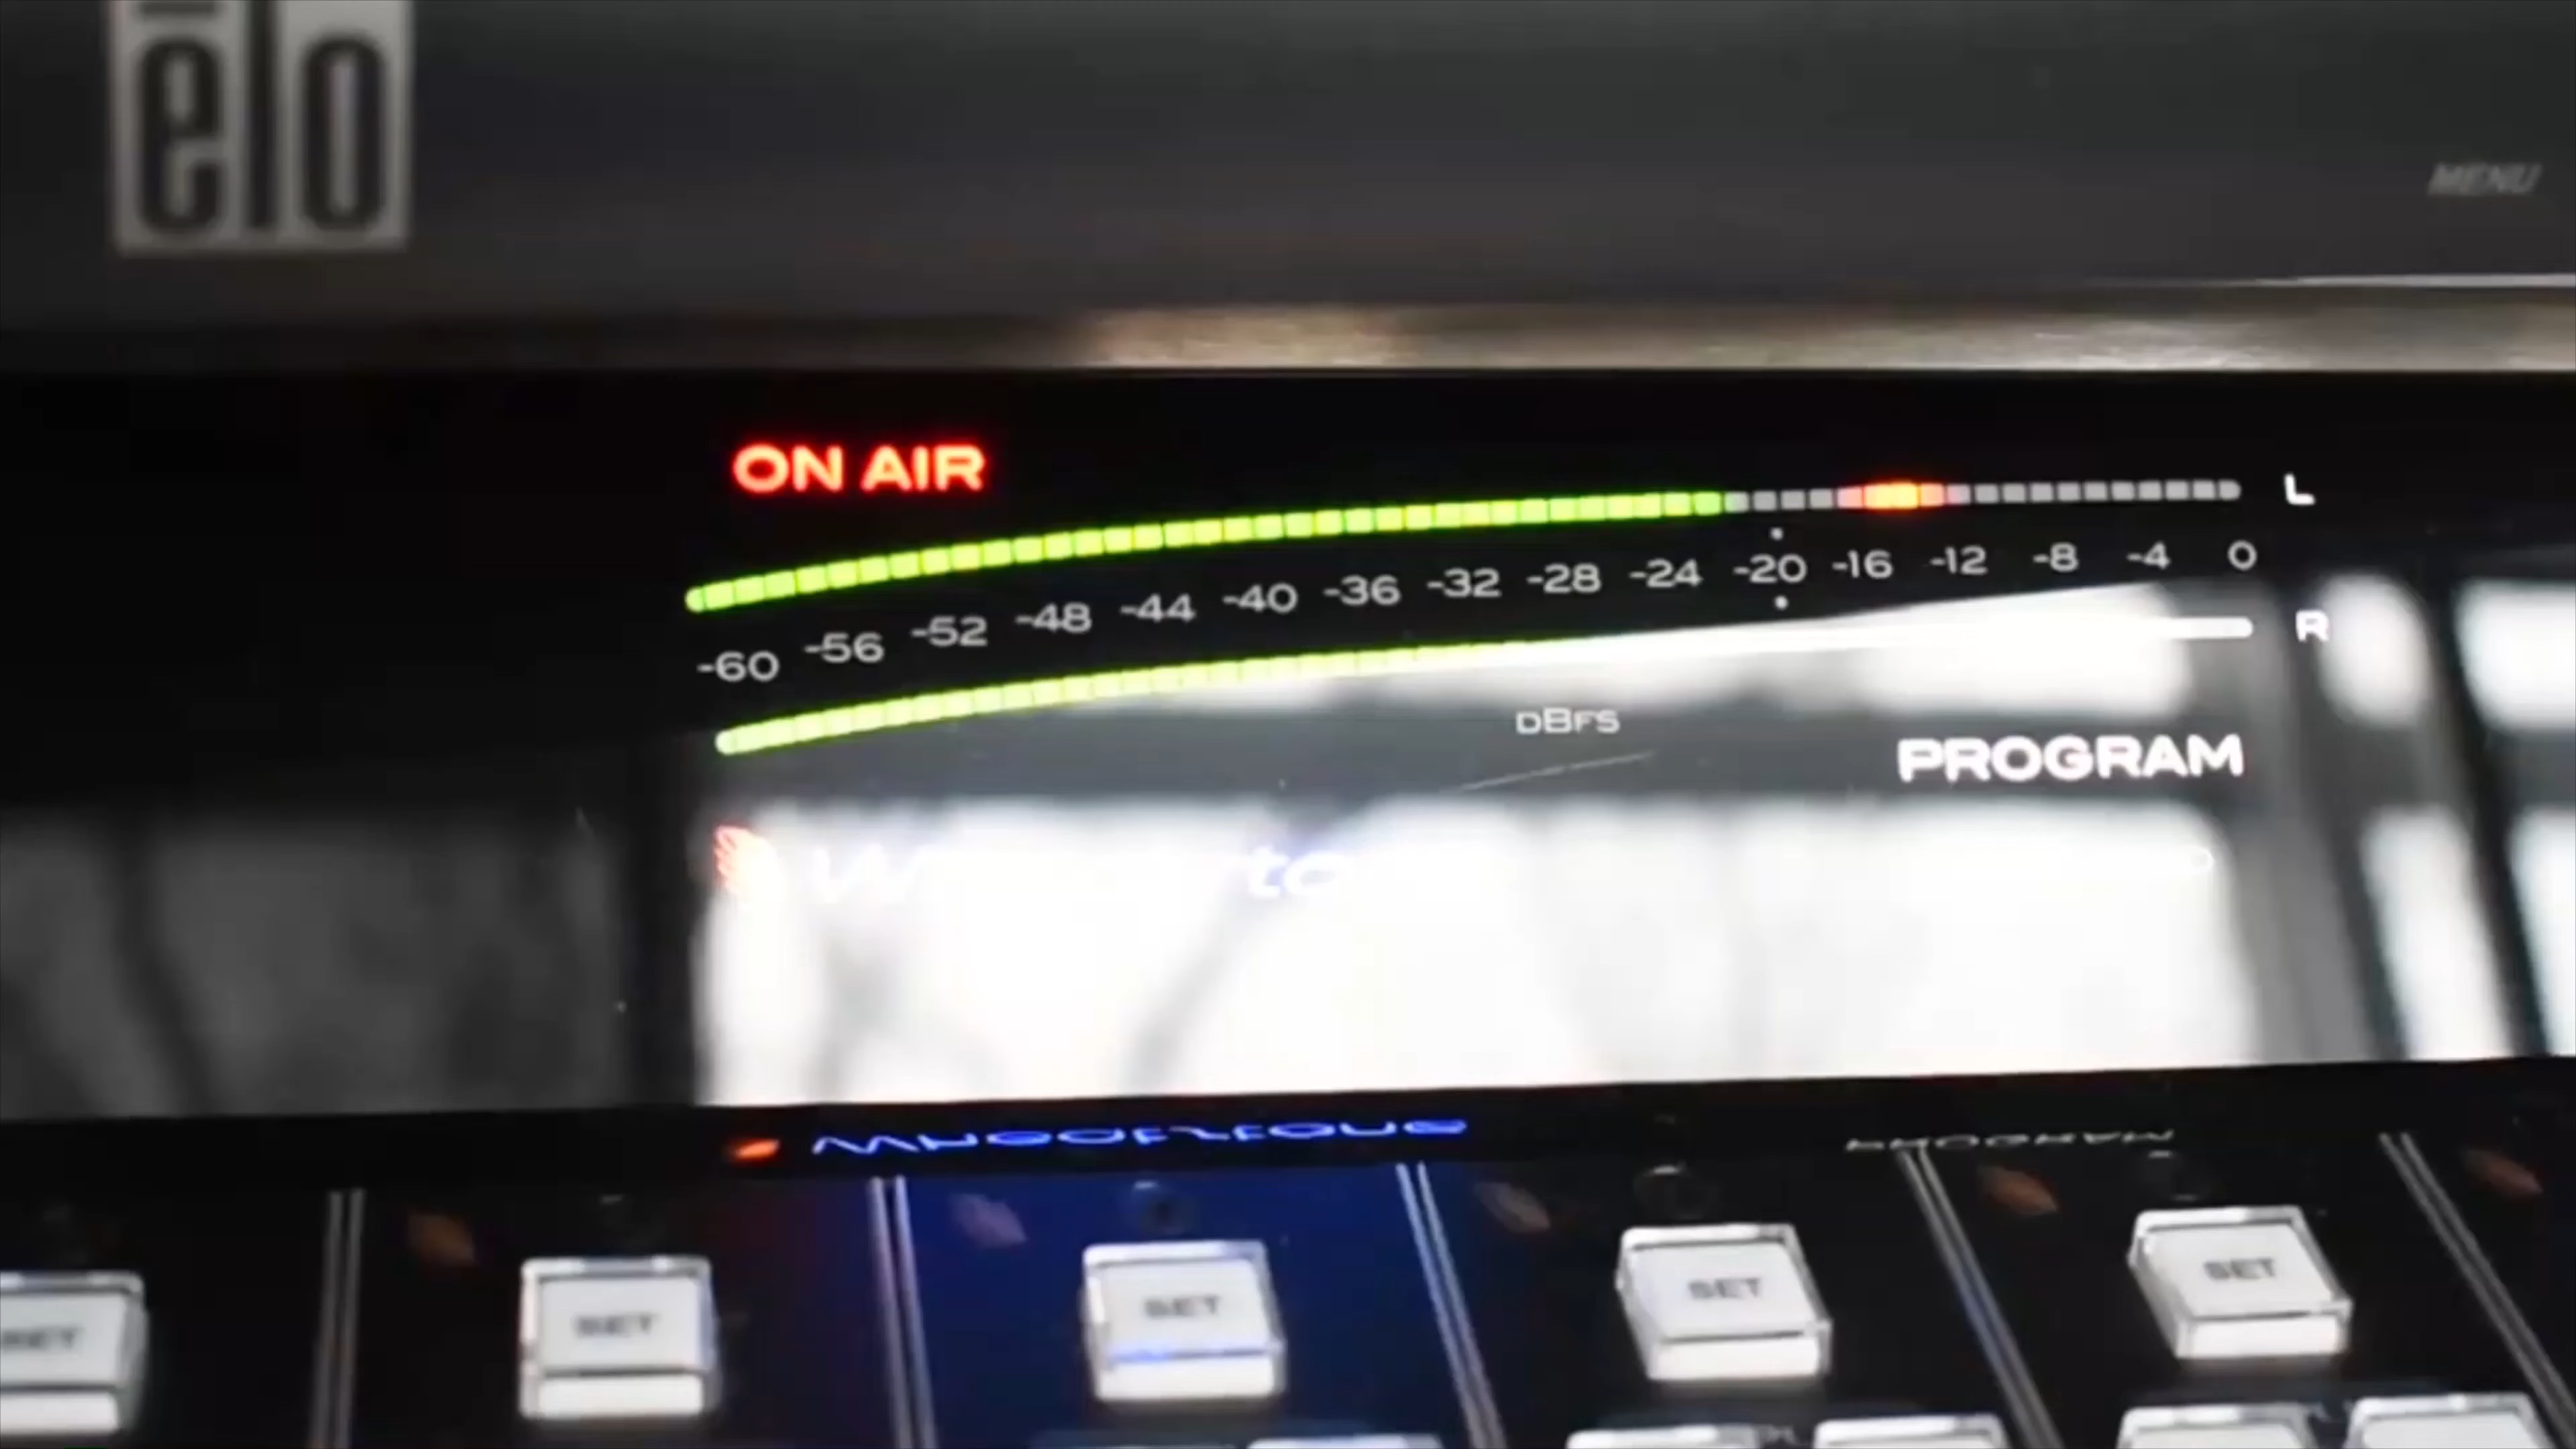 elo
MENU
ON AIR
L
-60 -56 -52 -48 -44 -40 -36 -32 -28 -24 -20 -16 -12 -8 -4 0
R
dBFS
PROGRAM
SET SET SET SET